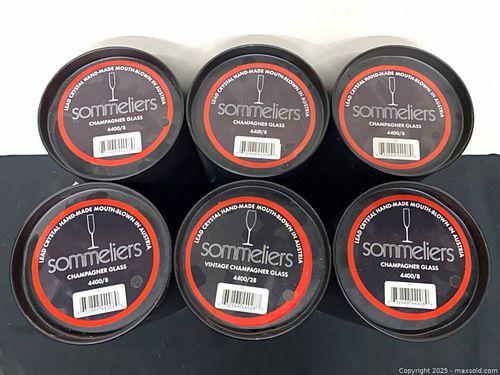 LEAD CRYSTAL HAND-MADE MOUTH-BLOWN IN AUSTRIA
sommeliers
CHAMPAGNER GLASS
4400/8
LEAD CRYSTAL HAND-MADE MOUTH-BLOWN IN AUSTRIA
sommeliers
CHAMPAGNER GLASS
4400/8
LEAD CRYSTAL HAND-MADE MOUTH-BLOWN IN AUSTRIA
sommeliers
CHAMPAGNER GLASS
4400/8
LEAD CRYSTAL HAND-MADE MOUTH-BLOWN IN AUSTRIA
sommeliers
CHAMPAGNER GLASS
4400/8
LEAD CRYSTAL HAND-MADE MOUTH-BLOWN IN AUSTRIA
sommeliers
VINTAGE CHAMPAGNER GLASS
4400/28
LEAD CRYSTAL HAND-MADE MOUTH-BLOWN IN AUSTRIA
sommeliers
CHAMPAGNER GLASS
4400/8
Copyright 2025 - maxsold.com